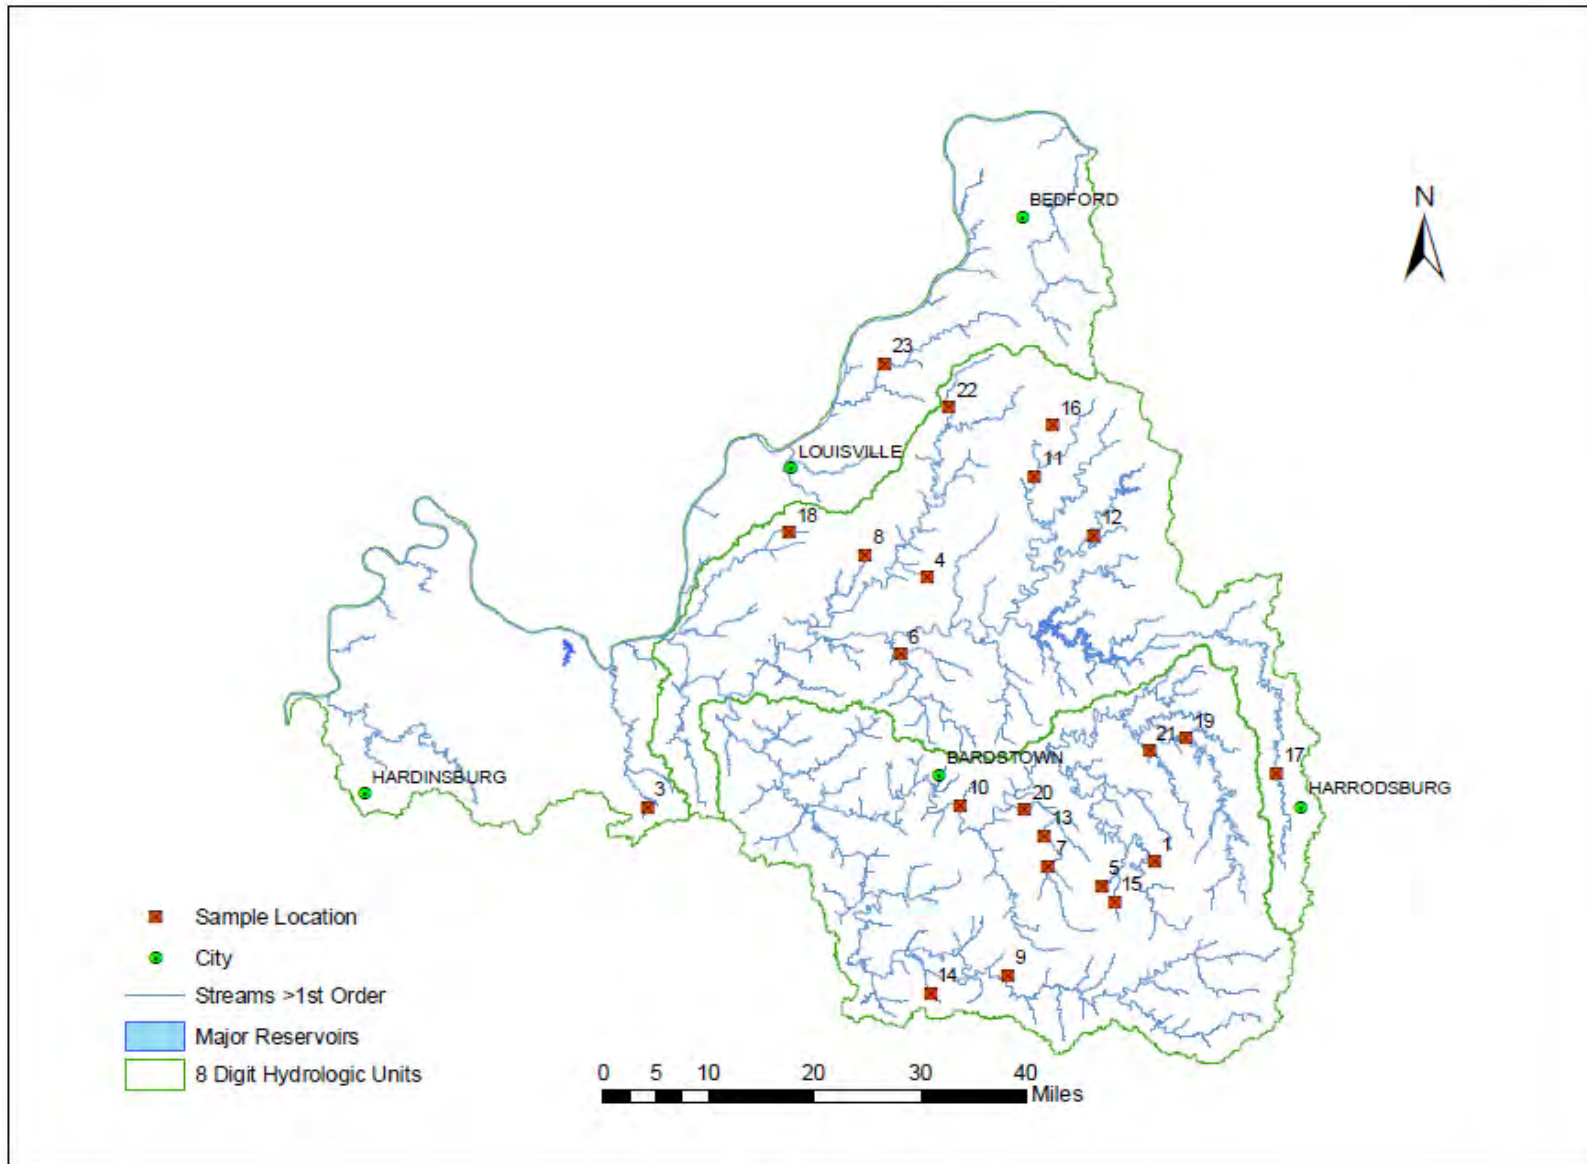 N
BEDFORD
23
22
16
LOUISVILLE
11
18
12
8
4
6
19
21
BARDSTOWN
17
HARDINSBURG
3
10
20
HARRODSBURG
13
7
1
5
15
9
14
Sample Location
City
Streams >1st Order
Major Reservoirs
8 Digit Hydrologic Units
0 5 10 20 30 40
Miles